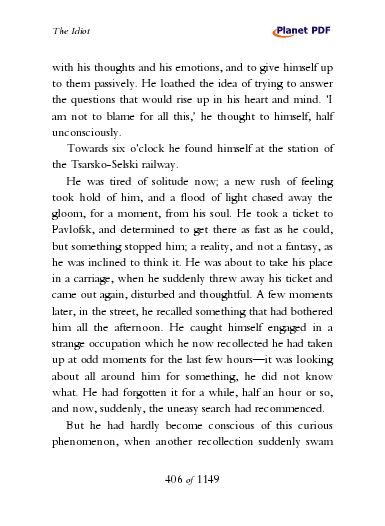 The Idiot
Planet PDF
with his thoughts and his emotions, and to give himself up
to them passively. He loathed the idea of trying to answer
the questions that would rise up in his heart and mind. ‘I
am not to blame for all this,’ he thought to himself, half
unconsciously.
Towards six o’clock he found himself at the station of
the Tsarsko-Selski railway.
He was tired of solitude now; a new rush of feeling
took hold of him, and a flood of light chased away the
gloom, for a moment, from his soul. He took a ticket to
Pavlofsk, and determined to get there as fast as he could,
but something stopped him; a reality, and not a fantasy, as
he was inclined to think it. He was about to take his place
in a carriage, when he suddenly threw away his ticket and
came out again, disturbed and thoughtful. A few moments
later, in the street, he recalled something that had bothered
him all the afternoon. He caught himself engaged in a
strange occupation which he now recollected he had taken
up at odd moments for the last few hours—it was looking
about all around him for something, he did not know
what. He had forgotten it for a while, half an hour or so,
and now, suddenly, the uneasy search had recommenced.
But he had hardly become conscious of this curious
phenomenon, when another recollection suddenly swam
406 of 1149